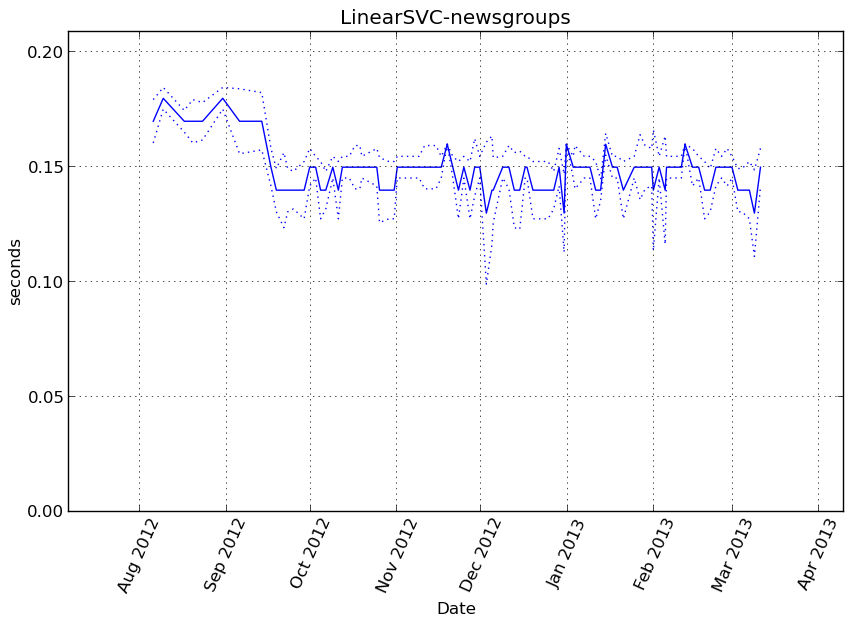 LinearSVC-newsgroups
0.20
0.15
0.10
0.05
0.00
seconds
Aug 2012
Sep 2012
Oct 2012
Nov 2012
Dec 2012
Jan 2013
Feb 2013
Mar 2013
Apr 2013
Date